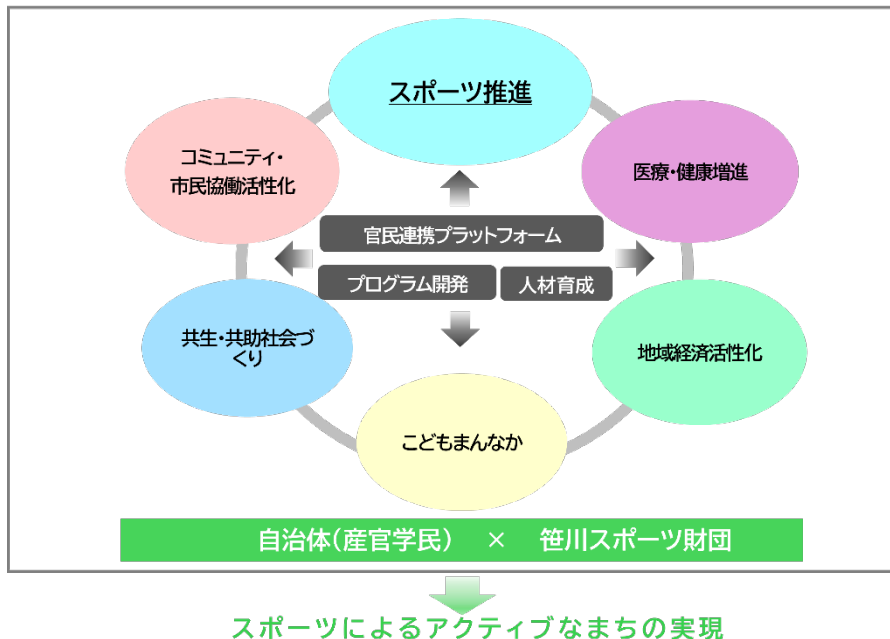 スポーツ推進
コミュニティ・
市民協働活性化
医療・健康増進
官民連携プラットフォーム
プログラム開発
人材育成
共生・共助社会づ
くり
地域経済活性化
こどもまんなか
自治体(産官学民) × 笹川スポーツ財団
スポーツによるアクティブなまちの実現